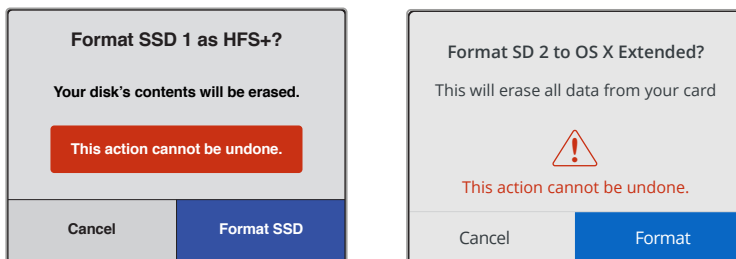 Format SSD 1 as HFS+?
Your disk's contents will be erased.
This action cannot be undone.
Cancel
Format SSD
Format SD 2 to OS X Extended?
This will erase all data from your card
This action cannot be undone.
Cancel
Format